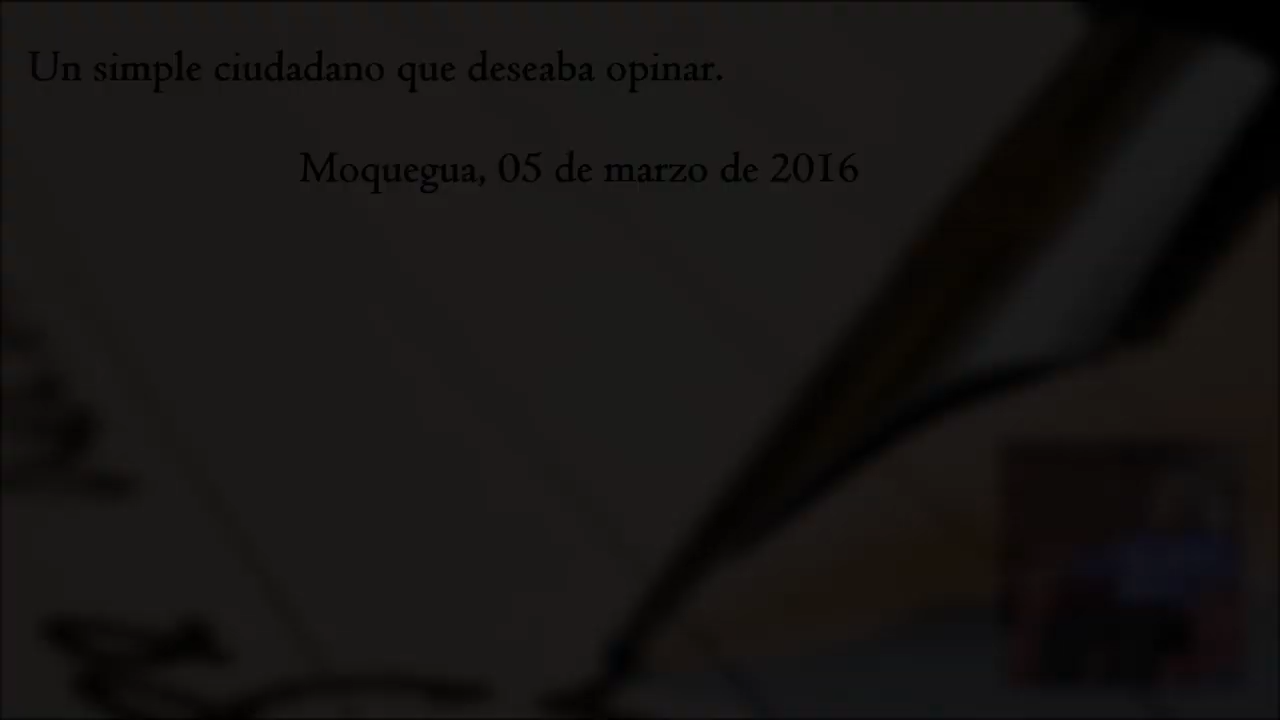 Un simple ciudadano que deseaba opinar.
Moquegua, 05 de marzo de 2016